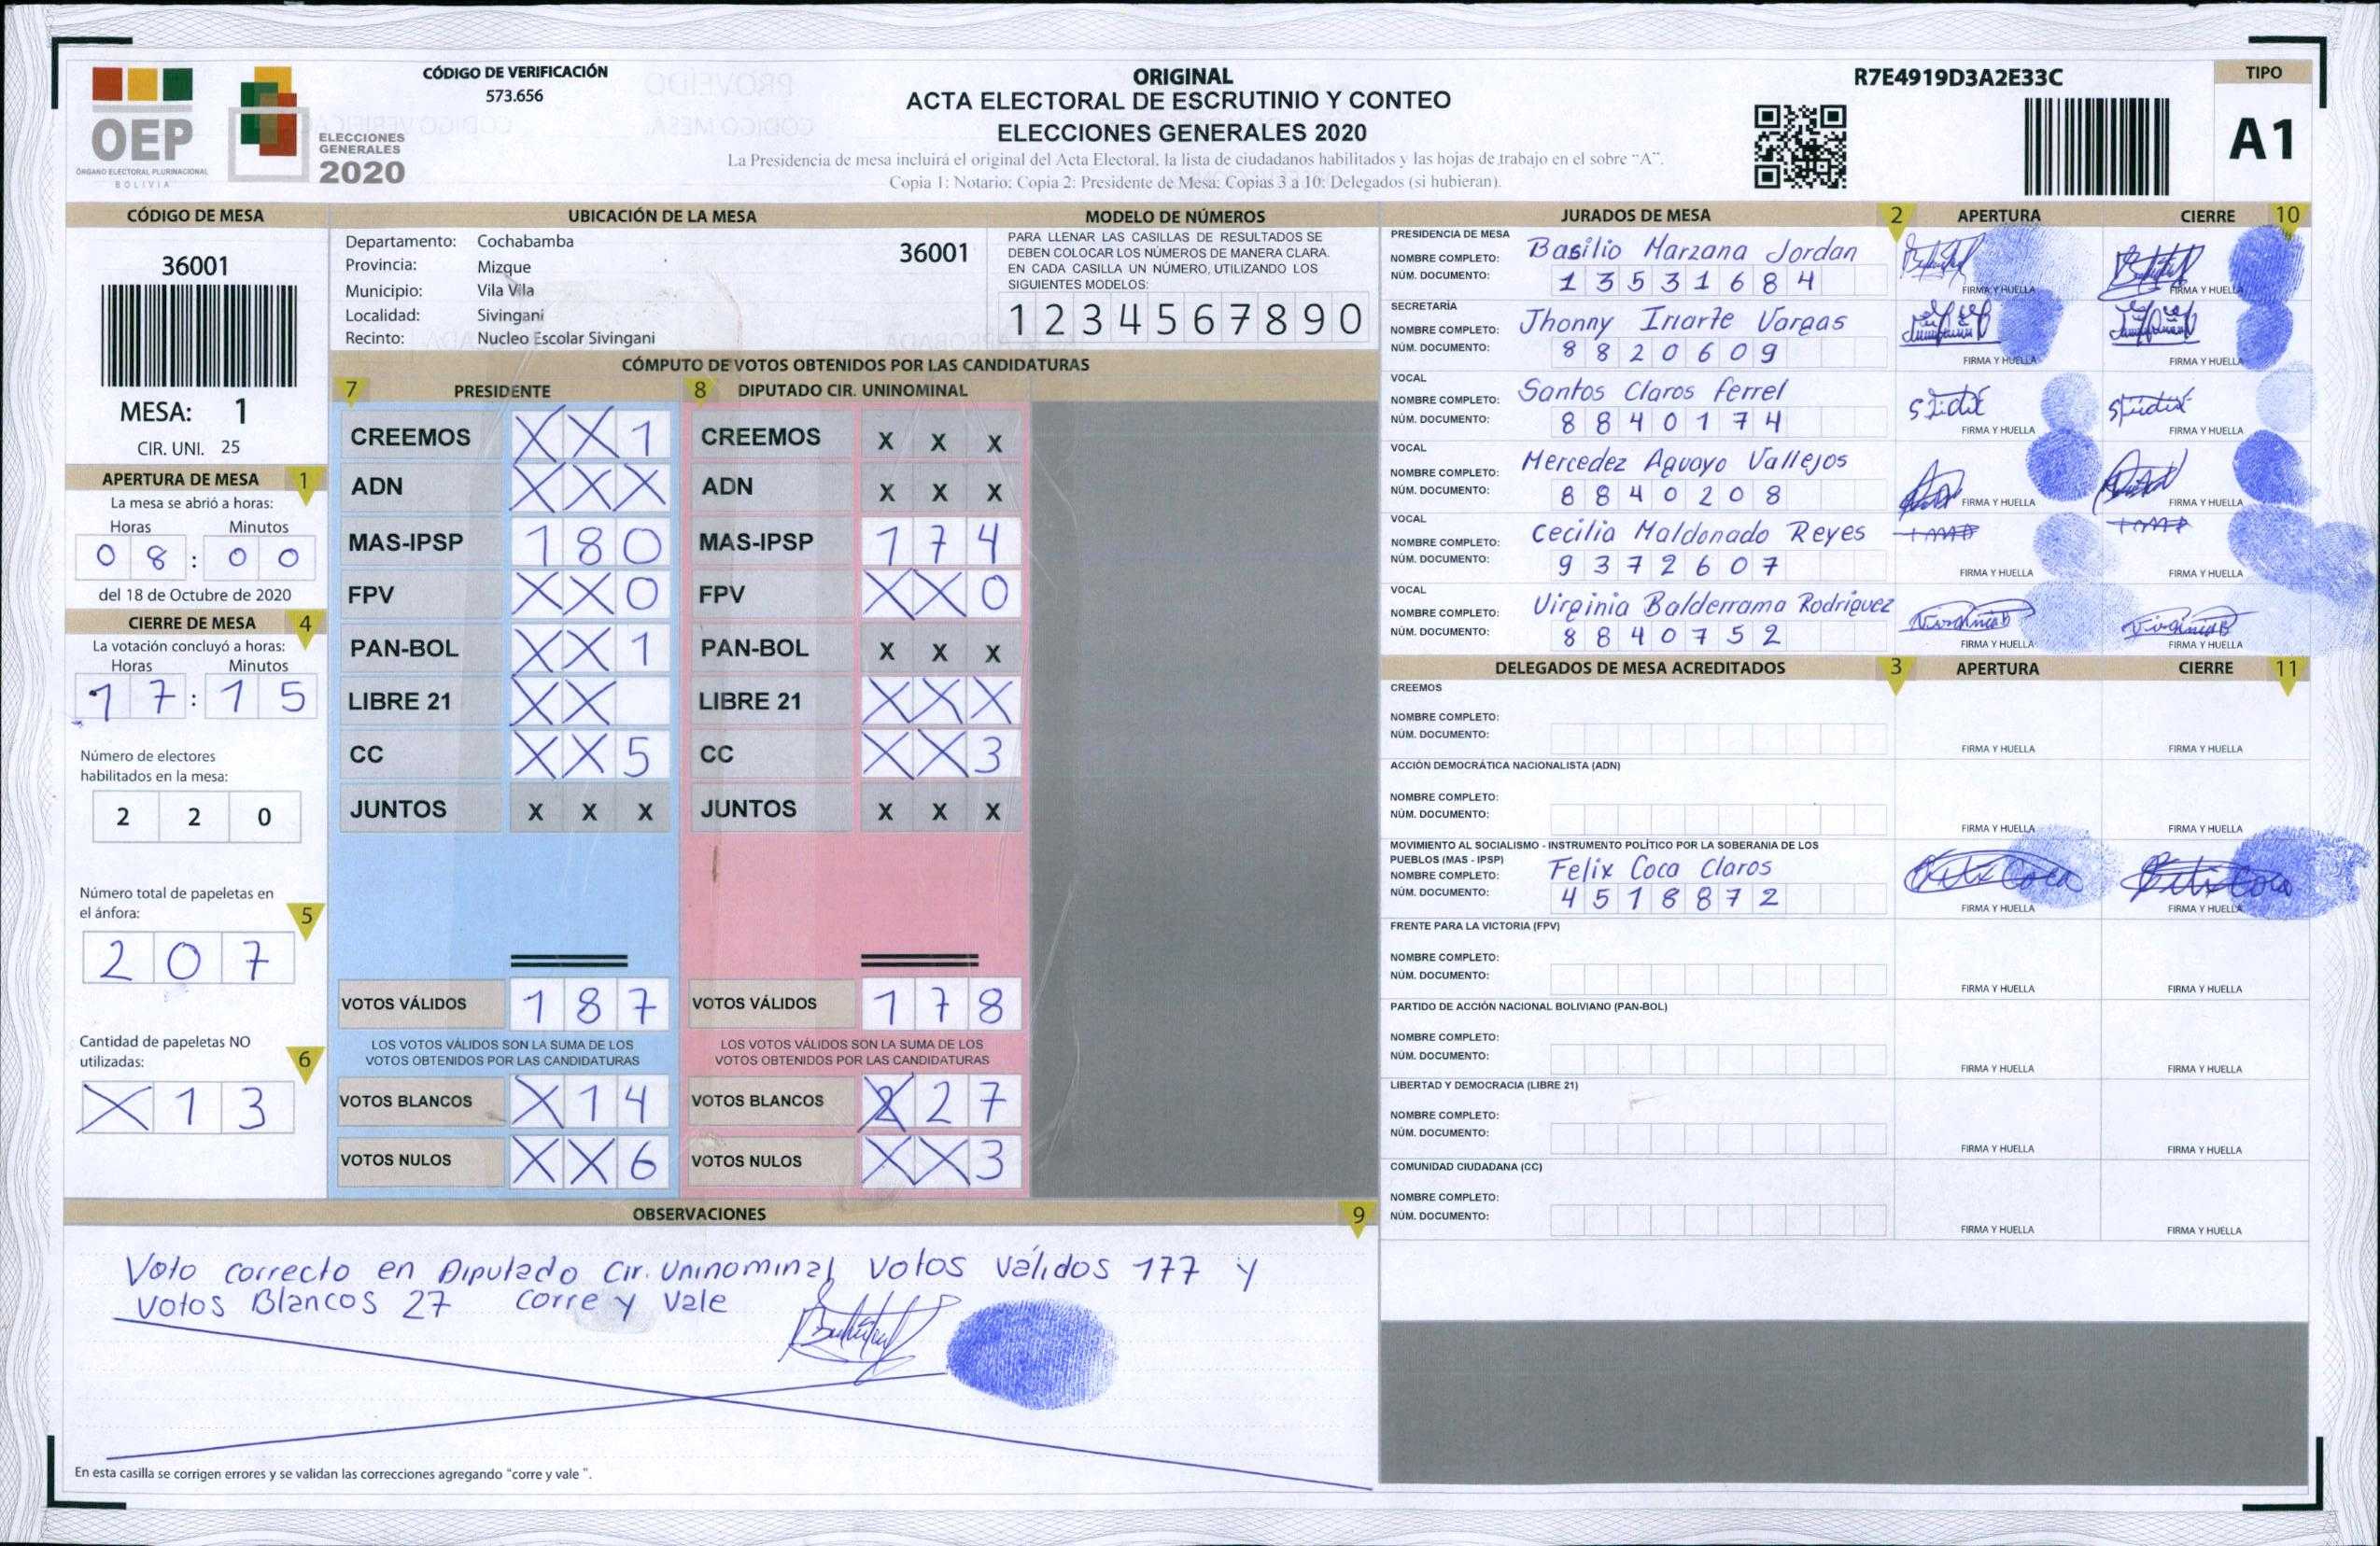 OEP
ÓRGANO ELECTORAL PLURINACIONAL
BOLIVIA
ELECCIONES
GENERALES
2020
CÓDIGO DE VERIFICACIÓN
573.656
ORIGINAL
ACTA ELECTORAL DE ESCRUTINIO Y CONTEO
ELECCIONES GENERALES 2020
La Presidencia de mesa incluirá el original del Acta Electoral, la lista de ciudadanos habilitados y las hojas de trabajo en el sobre "A".
Copia 1: Notario; Copia 2: Presidente de Mesa; Copias 3 a 10: Delegados (si hubieran).
R7E4919D3A2E33C
TIPO
A1
CÓDIGO DE MESA
36001
MESA: 1
CIR. UNI. 25
APERTURA DE MESA 1
La mesa se abrió a horas:
Horas Minutos
0 8 : 0 0
del 18 de Octubre de 2020
CIERRE DE MESA 4
La votación concluyó a horas:
Horas Minutos
1 7 : 1 5
Número de electores
habilitados en la mesa:
2 2 0
Número total de papeletas en
el ánfora: 5
2 0 7
Cantidad de papeletas NO
utilizadas: 6
X 1 3
UBICACIÓN DE LA MESA
Departamento: Cochabamba 36001
Provincia: Mizque
Municipio: Vila Vila
Localidad: Sivingani
Recinto: Nucleo Escolar Sivingani
MODELO DE NÚMEROS
PARA LLENAR LAS CASILLAS DE RESULTADOS SE
DEBEN COLOCAR LOS NÚMEROS DE MANERA CLARA.
EN CADA CASILLA UN NÚMERO, UTILIZANDO LOS
SIGUIENTES MODELOS:
1 2 3 4 5 6 7 8 9 0
CÓMPUTO DE VOTOS OBTENIDOS POR LAS CANDIDATURAS
7 PRESIDENTE
CREEMOS X X 1
ADN X X X
MAS-IPSP 1 8 0
FPV X X 0
PAN-BOL X X 1
LIBRE 21 X X
CC X X 5
JUNTOS X X X
VOTOS VÁLIDOS 1 8 7
LOS VOTOS VÁLIDOS SON LA SUMA DE LOS
VOTOS OBTENIDOS POR LAS CANDIDATURAS
VOTOS BLANCOS X 1 4
VOTOS NULOS X X 6
8 DIPUTADO CIR. UNINOMINAL
CREEMOS X X X
ADN X X X
MAS-IPSP 1 7 4
FPV X X 0
PAN-BOL X X X
LIBRE 21 X X X
CC X X 3
JUNTOS X X X
VOTOS VÁLIDOS 1 7 8
LOS VOTOS VÁLIDOS SON LA SUMA DE LOS
VOTOS OBTENIDOS POR LAS CANDIDATURAS
VOTOS BLANCOS X 2 7
VOTOS NULOS X X 3
OBSERVACIONES 9
Voto correcto en Diputado Cir. Uninominal votos válidos 177 y
votos Blancos 27 corre y vale
En esta casilla se corrigen errores y se validan las correcciones agregando "corre y vale ".
JURADOS DE MESA 2 APERTURA CIERRE 10
PRESIDENCIA DE MESA
NOMBRE COMPLETO: Basilio Marzana Jordan
NÚM. DOCUMENTO: 1 3 5 3 1 6 8 4
FIRMA Y HUELLA FIRMA Y HUELLA
SECRETARÍA
NOMBRE COMPLETO: Jhonny Iriarte Vargas
NÚM. DOCUMENTO: 8 8 2 0 6 0 9
FIRMA Y HUELLA FIRMA Y HUELLA
VOCAL
NOMBRE COMPLETO: Santos Claros ferrel
NÚM. DOCUMENTO: 8 8 4 0 1 7 4
FIRMA Y HUELLA FIRMA Y HUELLA
VOCAL
NOMBRE COMPLETO: Mercedez Aguayo Vallejos
NÚM. DOCUMENTO: 8 8 4 0 2 0 8
FIRMA Y HUELLA FIRMA Y HUELLA
VOCAL
NOMBRE COMPLETO: Cecilia Maldonado Reyes
NÚM. DOCUMENTO: 9 3 7 2 6 0 7
FIRMA Y HUELLA FIRMA Y HUELLA
VOCAL
NOMBRE COMPLETO: Virginia Balderrama Rodriguez
NÚM. DOCUMENTO: 8 8 4 0 7 5 2
FIRMA Y HUELLA FIRMA Y HUELLA
DELEGADOS DE MESA ACREDITADOS 3 APERTURA CIERRE 11
CREEMOS
NOMBRE COMPLETO:
NÚM. DOCUMENTO:
FIRMA Y HUELLA FIRMA Y HUELLA
ACCIÓN DEMOCRÁTICA NACIONALISTA (ADN)
NOMBRE COMPLETO:
NÚM. DOCUMENTO:
FIRMA Y HUELLA FIRMA Y HUELLA
MOVIMIENTO AL SOCIALISMO - INSTRUMENTO POLÍTICO POR LA SOBERANIA DE LOS
PUEBLOS (MAS - IPSP)
NOMBRE COMPLETO: Felix Coca Claros
NÚM. DOCUMENTO: 4 5 1 8 8 7 2
FIRMA Y HUELLA FIRMA Y HUELLA
FRENTE PARA LA VICTORIA (FPV)
NOMBRE COMPLETO:
NÚM. DOCUMENTO:
FIRMA Y HUELLA FIRMA Y HUELLA
PARTIDO DE ACCIÓN NACIONAL BOLIVIANO (PAN-BOL)
NOMBRE COMPLETO:
NÚM. DOCUMENTO:
FIRMA Y HUELLA FIRMA Y HUELLA
LIBERTAD Y DEMOCRACIA (LIBRE 21)
NOMBRE COMPLETO:
NÚM. DOCUMENTO:
FIRMA Y HUELLA FIRMA Y HUELLA
COMUNIDAD CIUDADANA (CC)
NOMBRE COMPLETO:
NÚM. DOCUMENTO:
FIRMA Y HUELLA FIRMA Y HUELLA